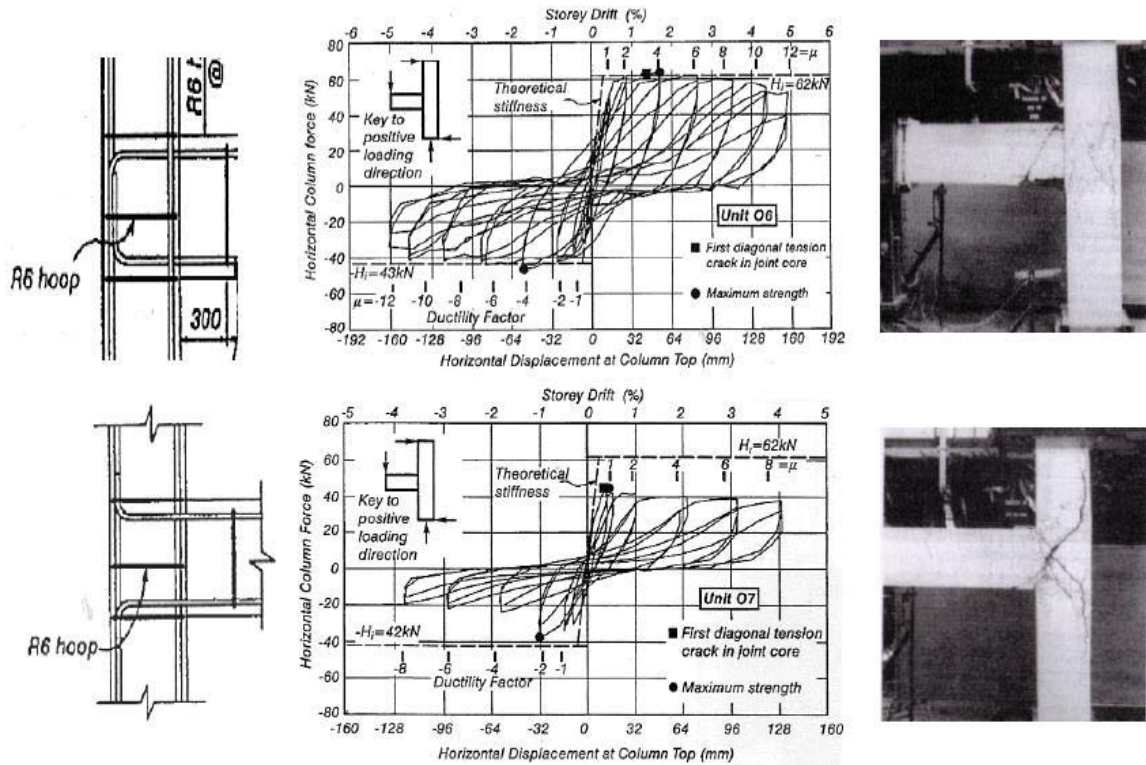 R6 h
@
R6 hoop
300
Storey Drift (%)
-6 -5 -4 -3 -2 -1 0 1 2 3 4 5 6
Horizontal Column force (kN)
80
60
40
20
0
-20
-40
-60
-80
Key to
positive
loading
direction
Theoretical
stiffness
1 2 4 6 8 10 12=μ
Hi=62kN
Unit O6
First diagonal tension
crack in joint core
Maximum strength
-Hi=43kN
μ=-12 -10 -8 -6 -4 -2 -1
Ductility Factor
-192 -160 -128 -96 -64 -32 0 32 64 96 128 160 192
Horizontal Displacement at Column Top (mm)
R6 hoop
Storey Drift (%)
-5 -4 -3 -2 -1 0 1 2 3 4 5
Horizontal Column Force (kN)
80
60
40
20
0
-20
-40
-60
-80
Key to
positive
loading
direction
Theoretical
stiffness
Hi=62kN
1 2 4 6 8 =μ
Unit O7
First diagonal tension
crack in joint core
Maximum strength
-Hi=42kN
-8 -6 -4 -2 -1
Ductility Factor
-160 -128 -96 -64 -32 0 32 64 96 128 160
Horizontal Displacement at Column Top (mm)